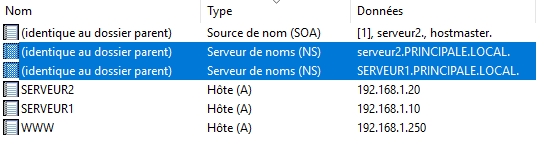 Nom Type Données
(identique au dossier parent) Source de nom (SOA) [1], serveur2., hostmaster.
(identique au dossier parent) Serveur de noms (NS) serveur2.PRINCIPALE.LOCAL.
(identique au dossier parent) Serveur de noms (NS) SERVEUR1.PRINCIPALE.LOCAL.
SERVEUR2 Hôte (A) 192.168.1.20
SERVEUR1 Hôte (A) 192.168.1.10
WWW Hôte (A) 192.168.1.250